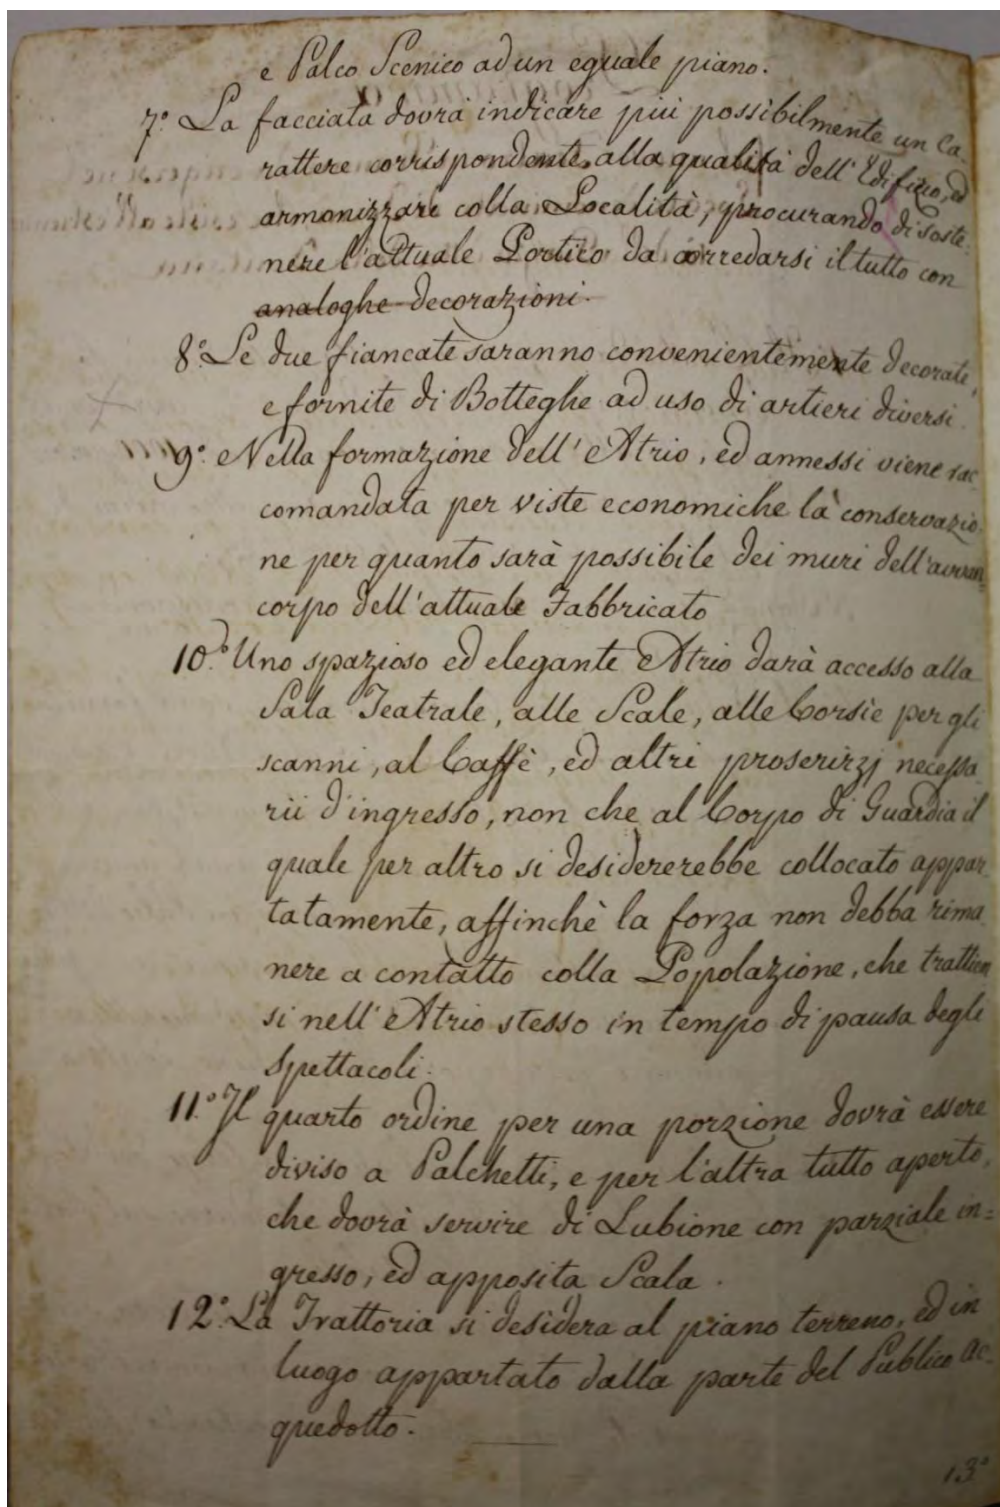 e Palco Scenico ad un eguale piano.
7.° La facciata dovrà indicare più possibilmente un Ca-
rattere corrispondente alla qualità dell'Edifizio, ed
armonizzare colla Località, procurando di soste-
nere l'attuale Portico da corredarsi il tutto con
analoghe decorazioni.
8.° Le due fiancate saranno convenientemente decorate,
e fornite di Botteghe ad uso di artieri diversi.
9.° Nella formazione dell'Atrio, ed annessi viene rac-
comandata per viste economiche la conservazio-
ne per quanto sarà possibile dei muri dell'avvan-
corpo dell'attuale Fabbricato
10.° Uno spazioso ed elegante Atrio darà accesso alla
Sala Teatrale, alle Scale, alle Corsie per gli
scanni, al Caffè, ed altri proservizj necessa-
rii d'ingresso, non che al Corpo di Guardia il
quale per altro si desidererebbe collocato appar-
tatamente, affinchè la forza non debba rima-
nere a contatto colla Popolazione, che trattien-
si nell'Atrio stesso in tempo di pausa degli
Spettacoli.
11.° Il quarto ordine per una porzione dovrà essere
diviso a Palchetti, e per l'altra tutto aperto,
che dovrà servire di Lubione con parziale in=
gresso, ed apposita Scala.
12.° La Trattoria si desidera al piano terreno, ed in
luogo appartato dalla parte del Publico Ac-
quedotto.
13.°